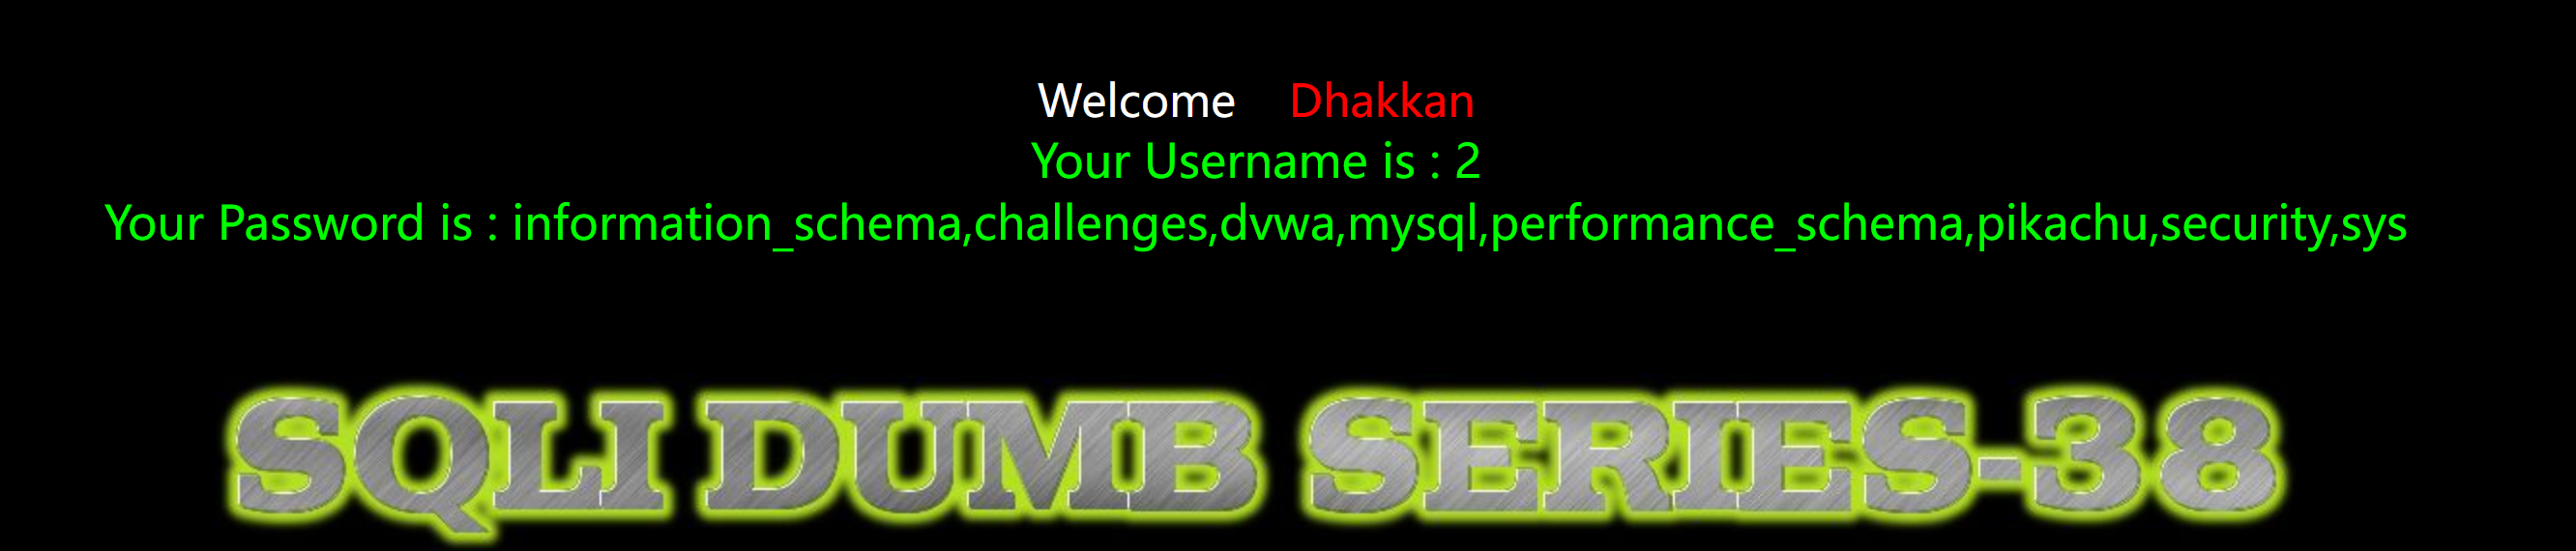 Welcome Dhakkan
Your Username is : 2
Your Password is : information_schema,challenges,dvwa,mysql,performance_schema,pikachu,security,sys
SQLI DUMB SERIES-38